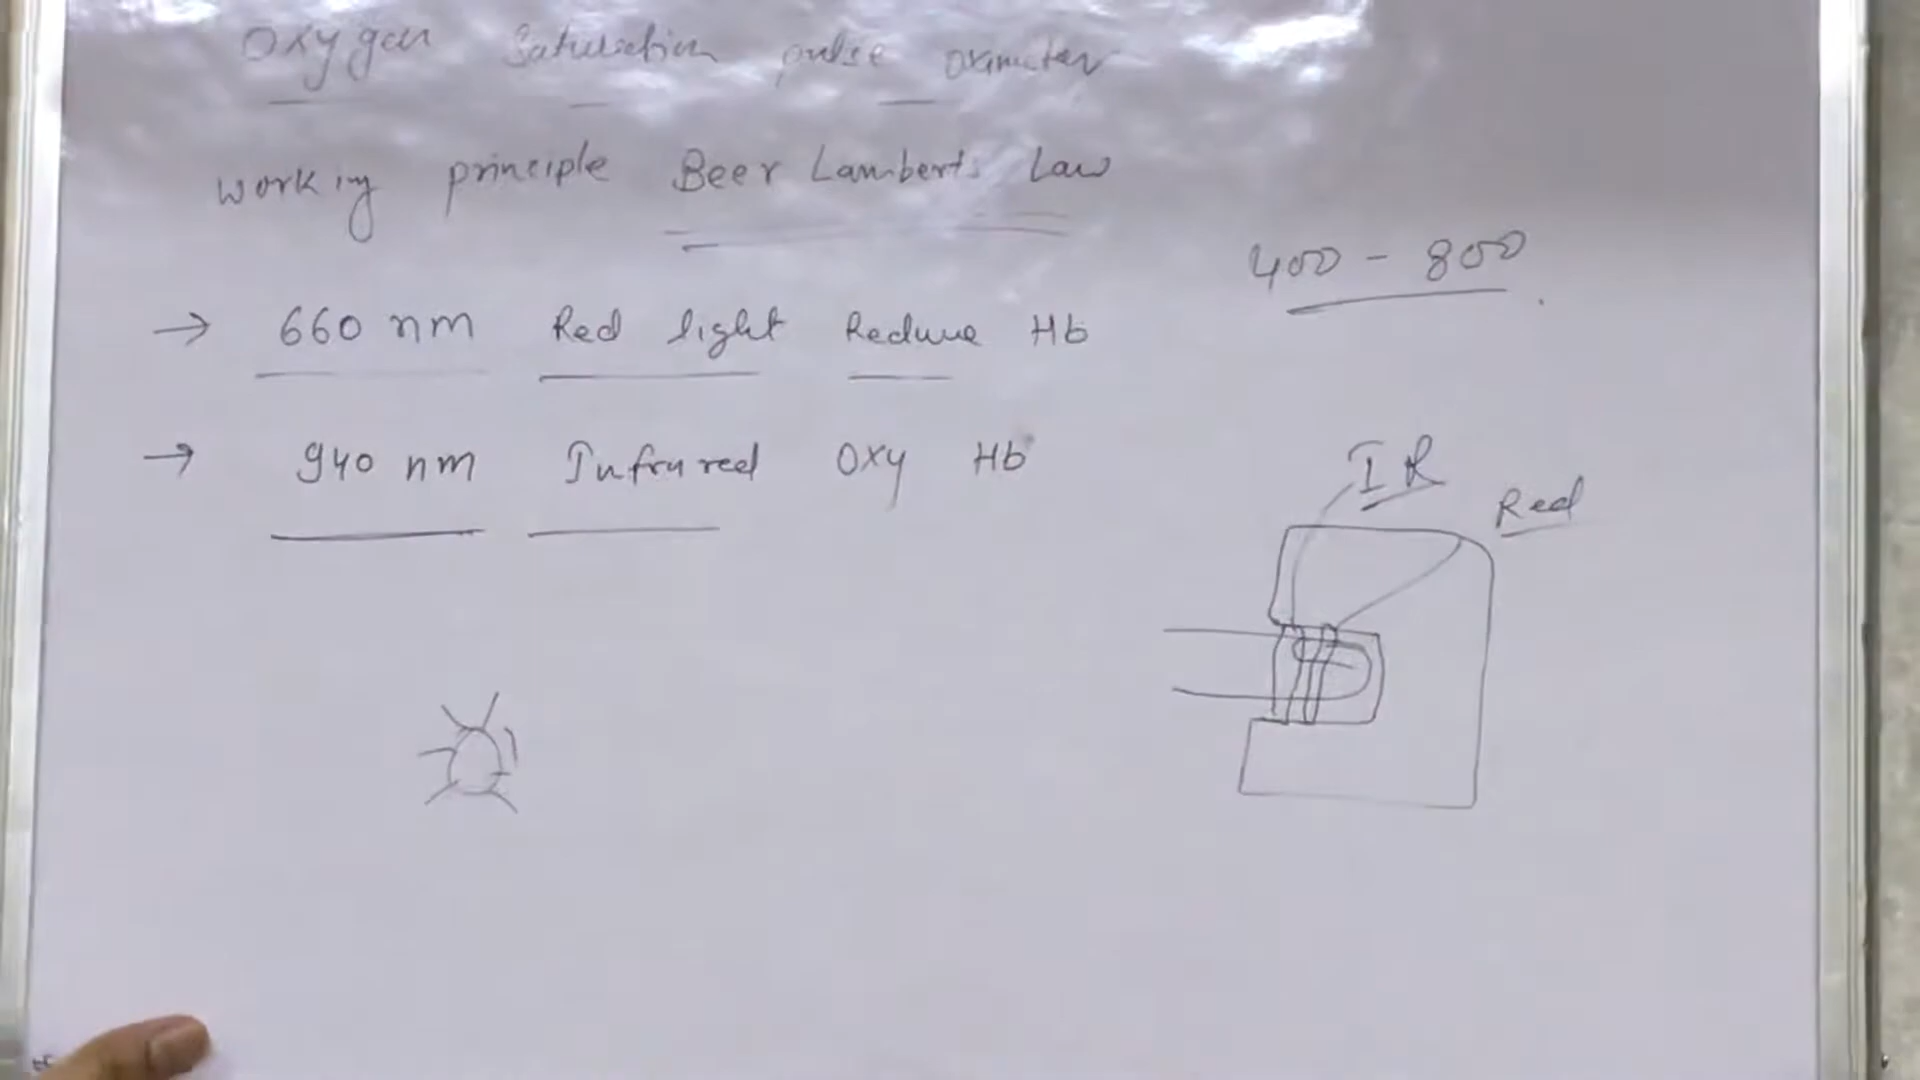 Oxygen Saturation pulse oximeter
working principle Beer Lamberts Law
400 - 800
→ 660 nm Red light Reduce Hb
→ 940 nm Infrared Oxy Hb
IR
Red